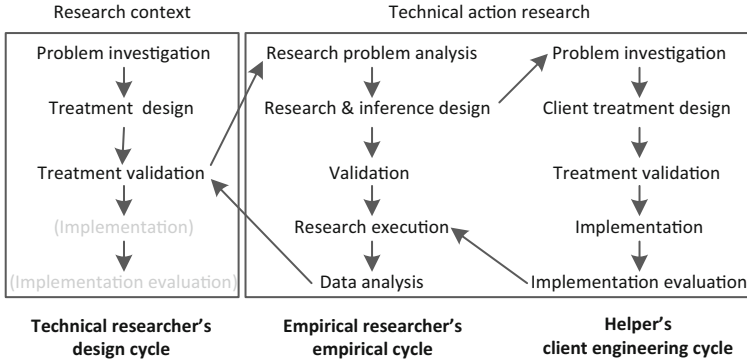 Research context
Technical action research
Problem investigation
Treatment design
Treatment validation
(Implementation)
(Implementation evaluation)
Research problem analysis
Research & inference design
Validation
Research execution
Data analysis
Problem investigation
Client treatment design
Treatment validation
Implementation
Implementation evaluation
Technical researcher's
design cycle
Empirical researcher's
empirical cycle
Helper's
client engineering cycle